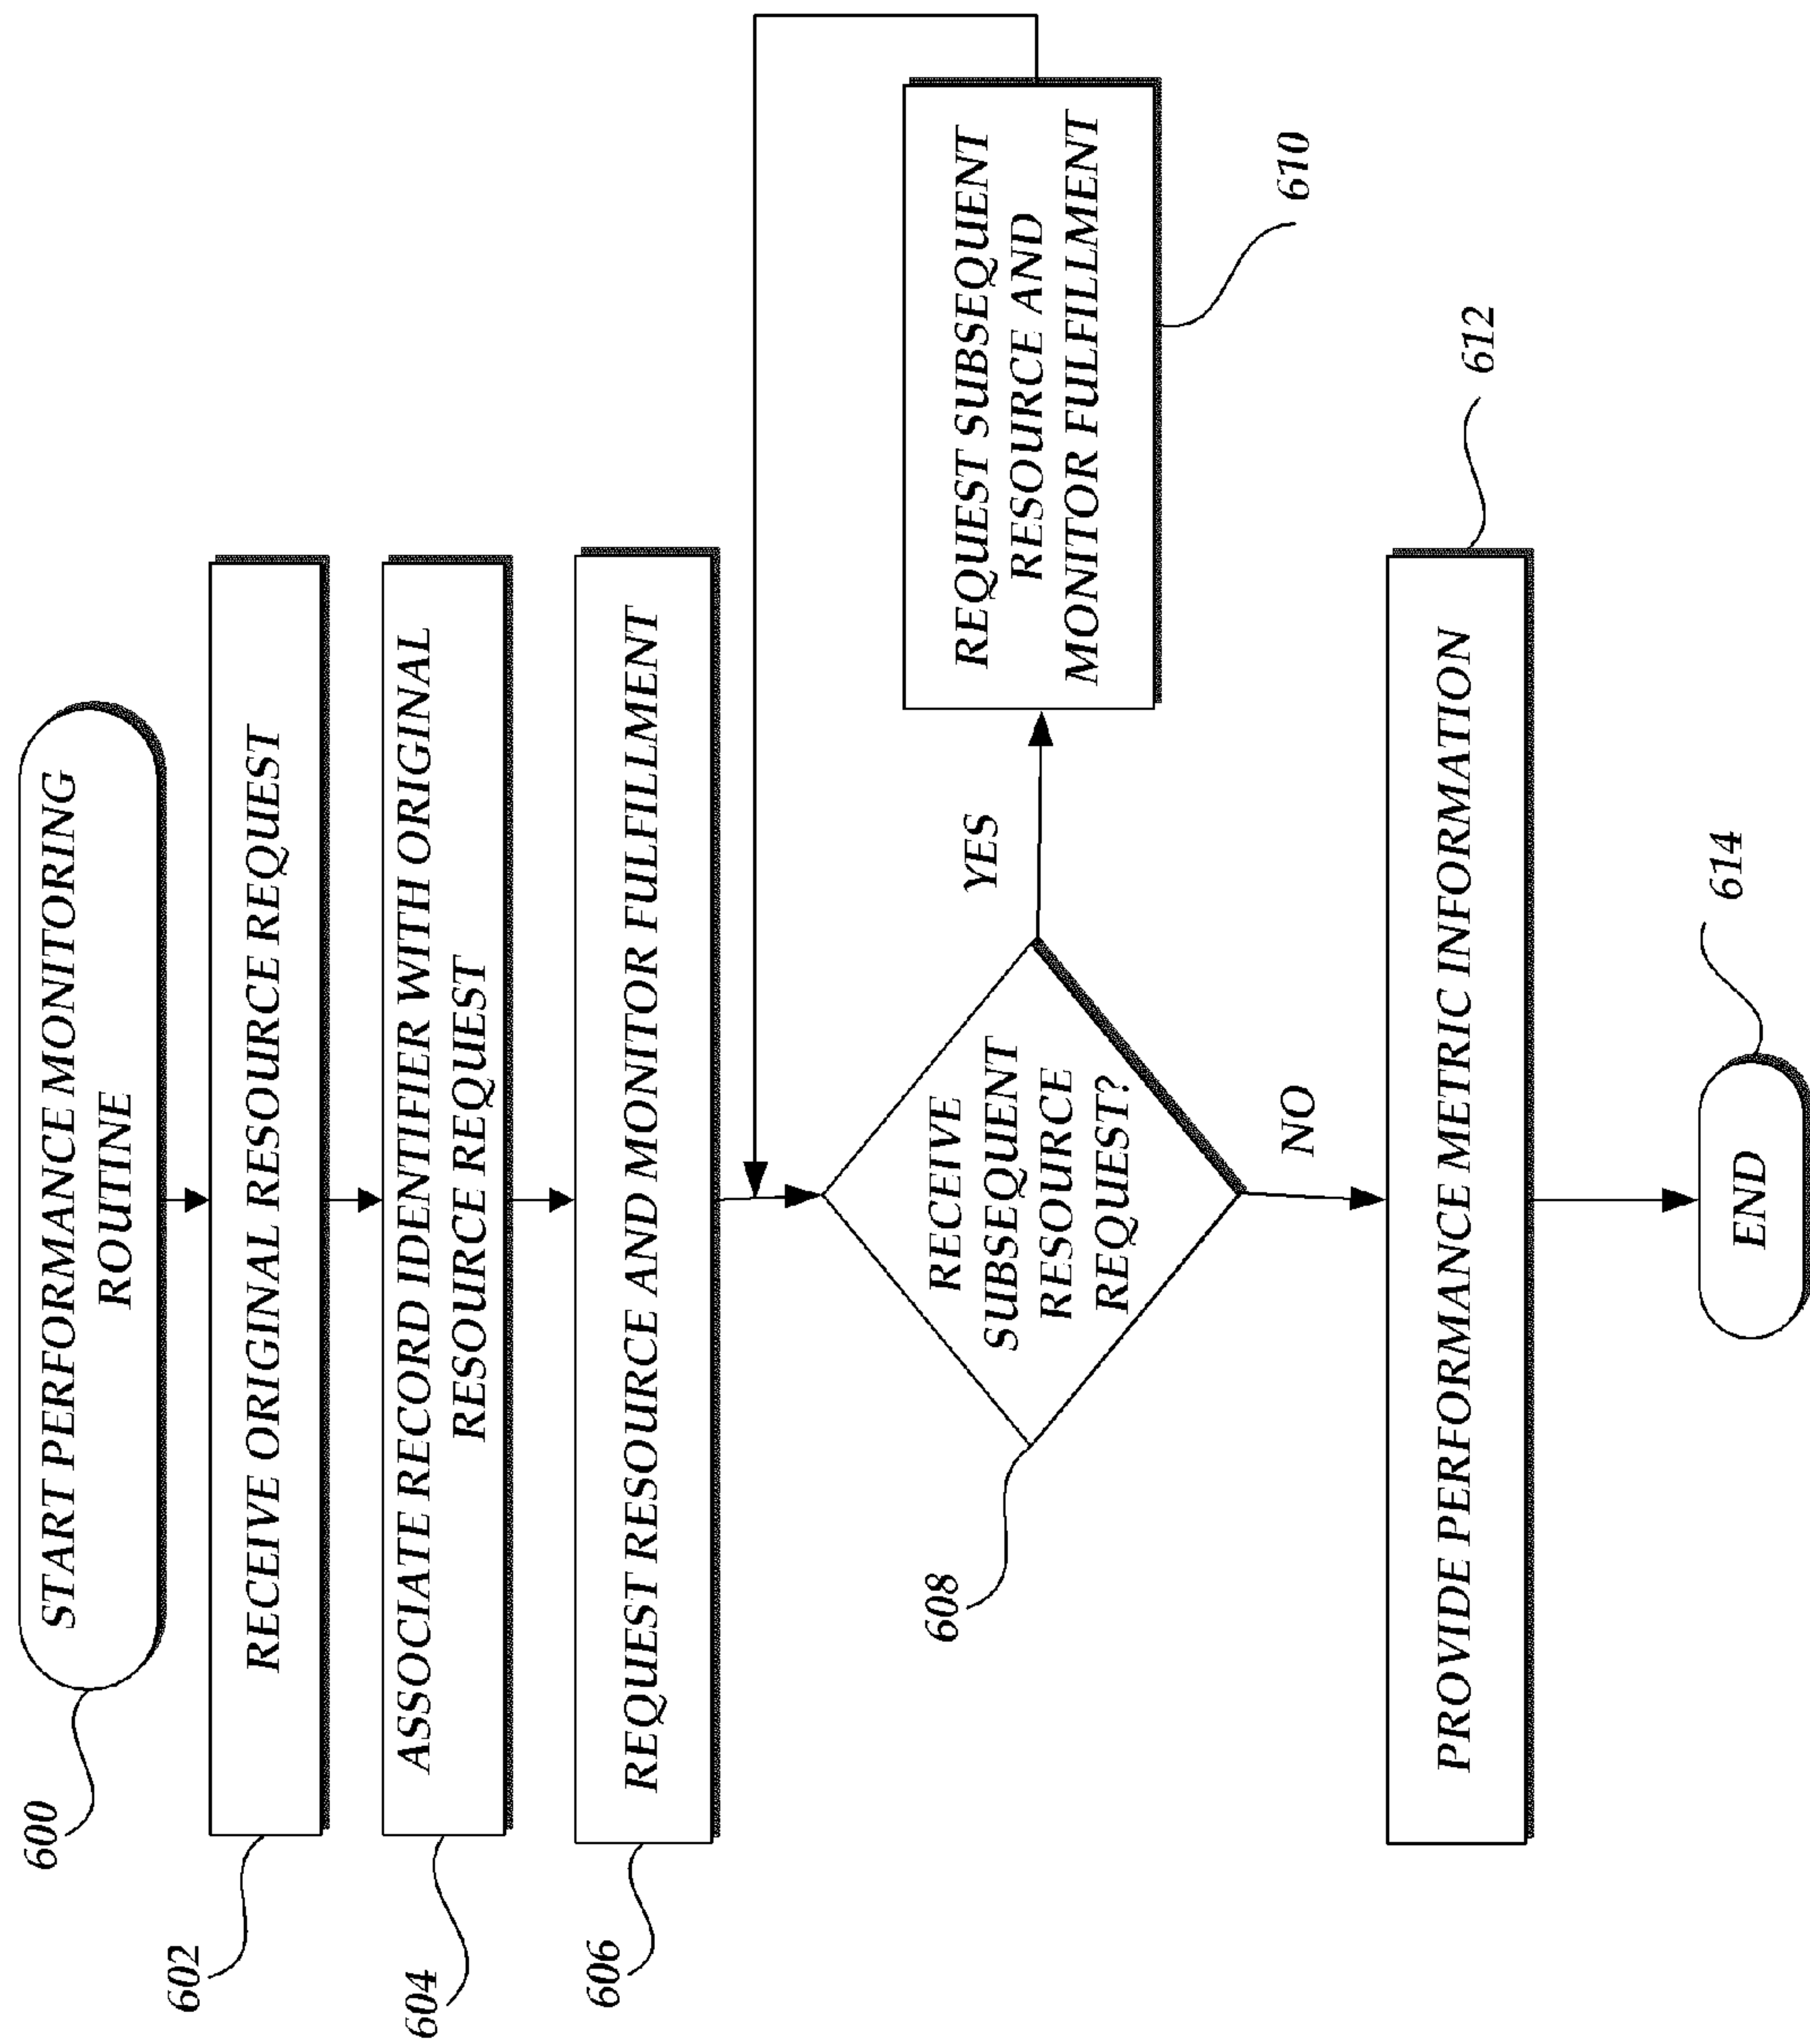 START PERFORMANCE MONITORING
ROUTINE
600
RECEIVE ORIGINAL RESOURCE REQUEST
602
ASSOCIATE RECORD IDENTIFIER WITH ORIGINAL
RESOURCE REQUEST
604
REQUEST RESOURCE AND MONITOR FULFILLMENT
606
RECEIVE
SUBSEQUENT
RESOURCE
REQUEST?
608
YES
REQUEST SUBSEQUENT
RESOURCE AND
MONITOR FULFILLMENT
610
NO
PROVIDE PERFORMANCE METRIC INFORMATION
612
END
614